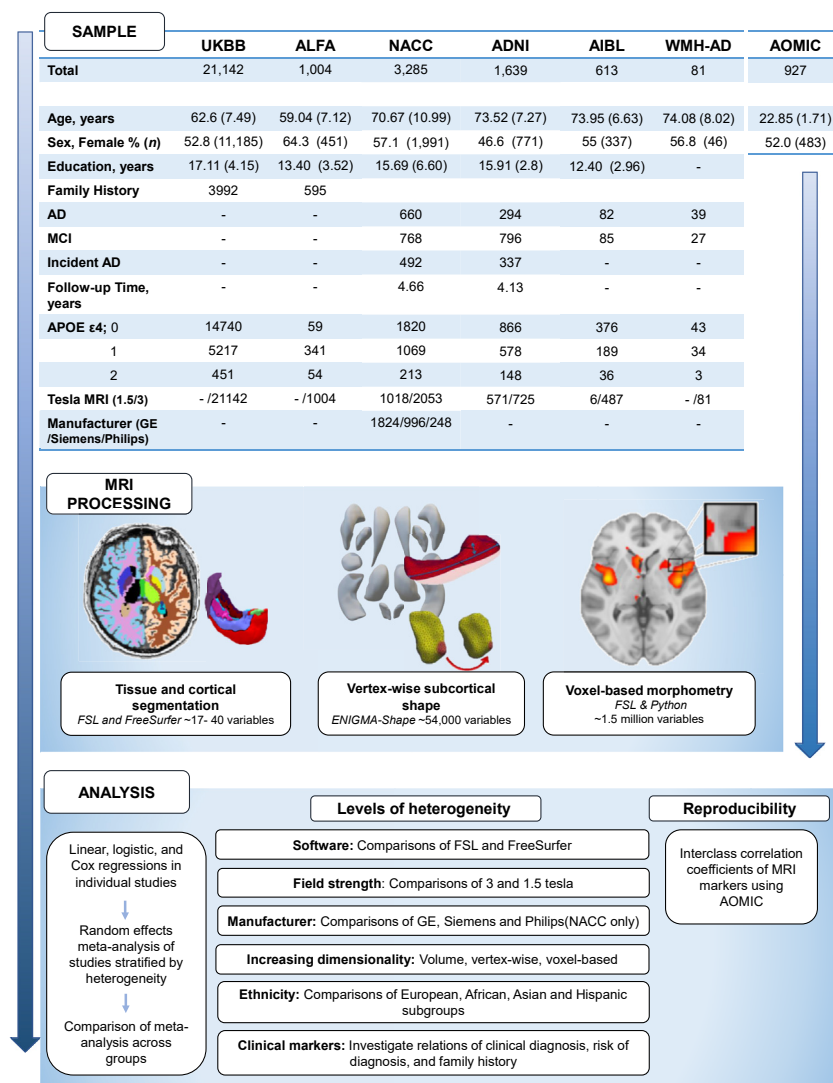 SAMPLE
UKBB ALFA NACC ADNI AIBL WMH-AD AOMIC
Total 21,142 1,004 3,285 1,639 613 81 927
Age, years 62.6 (7.49) 59.04 (7.12) 70.67 (10.99) 73.52 (7.27) 73.95 (6.63) 74.08 (8.02) 22.85 (1.71)
Sex, Female % (n) 52.8 (11,185) 64.3 (451) 57.1 (1,991) 46.6 (771) 55 (337) 56.8 (46) 52.0 (483)
Education, years 17.11 (4.15) 13.40 (3.52) 15.69 (6.60) 15.91 (2.8) 12.40 (2.96) -
Family History 3992 595
AD - - 660 294 82 39
MCI - - 768 796 85 27
Incident AD - - 492 337 - -
Follow-up Time, - - 4.66 4.13 - -
years
APOE ε4; 0 14740 59 1820 866 376 43
1 5217 341 1069 578 189 34
2 451 54 213 148 36 3
Tesla MRI (1.5/3) - /21142 - /1004 1018/2053 571/725 6/487 - /81
Manufacturer (GE - - 1824/996/248 - - -
/Siemens/Philips)
MRI
PROCESSING
Tissue and cortical
segmentation
FSL and FreeSurfer ~17- 40 variables
Vertex-wise subcortical
shape
ENIGMA-Shape ~54,000 variables
Voxel-based morphometry
FSL & Python
~1.5 million variables
ANALYSIS
Linear, logistic, and
Cox regressions in
individual studies
Random effects
meta-analysis of
studies stratified by
heterogeneity
Comparison of meta-
analysis across
groups
Levels of heterogeneity
Software: Comparisons of FSL and FreeSurfer
Field strength: Comparisons of 3 and 1.5 tesla
Manufacturer: Comparisons of GE, Siemens and Philips(NACC only)
Increasing dimensionality: Volume, vertex-wise, voxel-based
Ethnicity: Comparisons of European, African, Asian and Hispanic
subgroups
Clinical markers: Investigate relations of clinical diagnosis, risk of
diagnosis, and family history
Reproducibility
Interclass correlation
coefficients of MRI
markers using
AOMIC